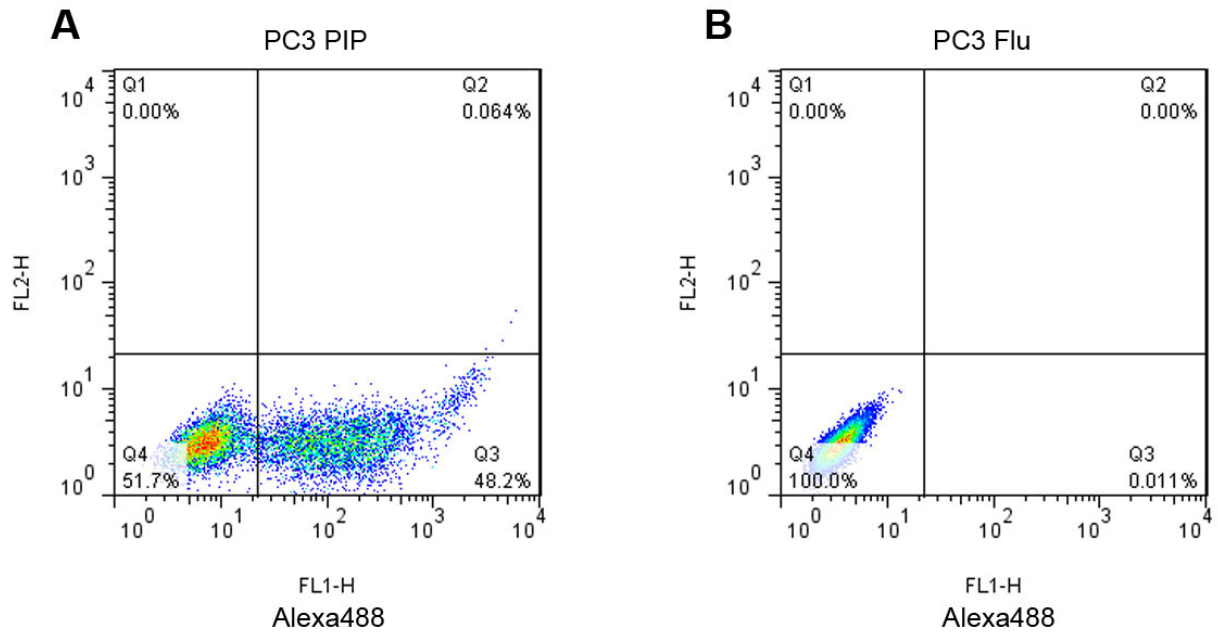 A
PC3 PIP
Q1
0.00%
Q2
0.064%
10^4
10^3
10^2
10^1
10^0
FL2-H
Q4
51.7%
Q3
48.2%
10^0 10^1 10^2 10^3 10^4
FL1-H
Alexa488
B
PC3 Flu
Q1
0.00%
Q2
0.00%
10^4
10^3
10^2
10^1
10^0
FL2-H
Q4
100.0%
Q3
0.011%
10^0 10^1 10^2 10^3 10^4
FL1-H
Alexa488